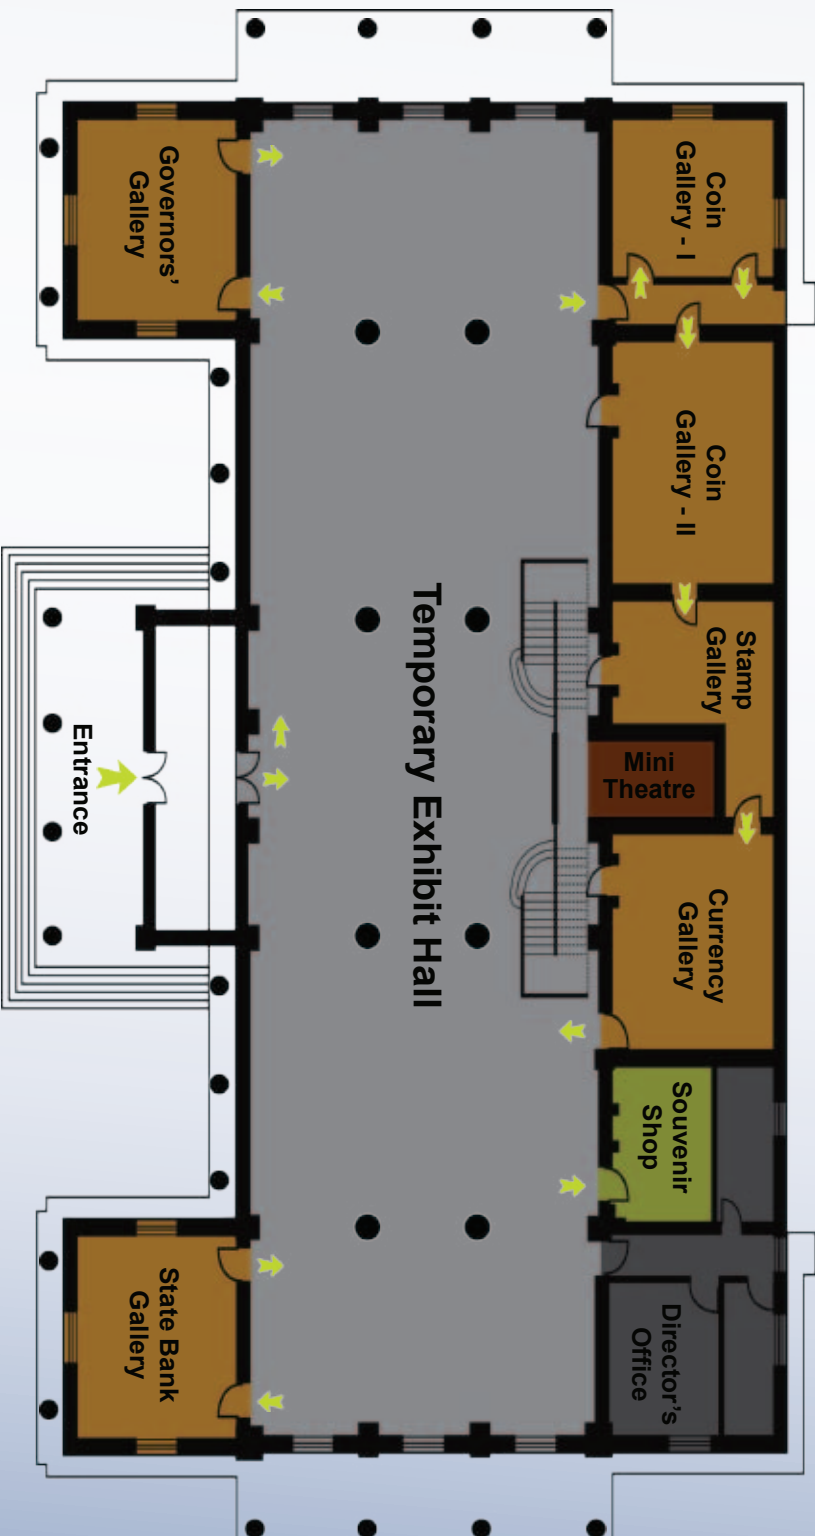 Governors'
Gallery
Coin
Gallery - I
Coin
Gallery - II
Stamp
Gallery
Mini
Theatre
Temporary Exhibit Hall
Entrance
Currency
Gallery
Souvenir
Shop
State Bank
Gallery
Director's
Office